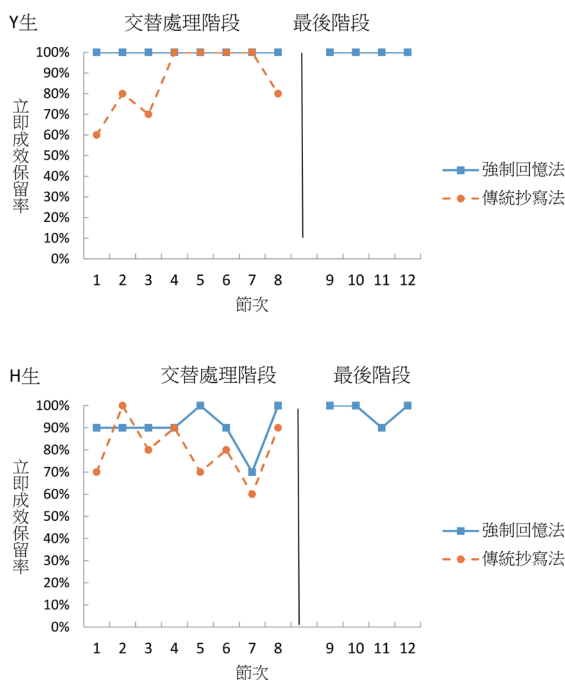 Y生
交替處理階段 最後階段
100%
90%
80%
70%
60%
50%
40%
30%
20%
10%
0%
立即成效保留率
1 2 3 4 5 6 7 8 9 10 11 12
節次
強制回憶法
傳統抄寫法
H生
交替處理階段 最後階段
100%
90%
80%
70%
60%
50%
40%
30%
20%
10%
0%
立即成效保留率
1 2 3 4 5 6 7 8 9 10 11 12
節次
強制回憶法
傳統抄寫法